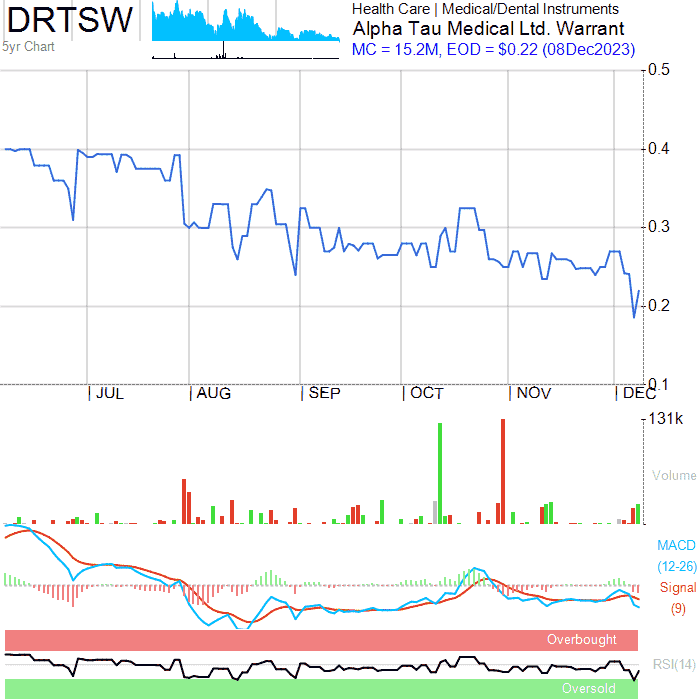 DRTSW
5yr Chart
Health Care | Medical/Dental Instruments
Alpha Tau Medical Ltd. Warrant
MC = 15.2M, EOD = $0.22 (08Dec2023)
0.5
0.4
0.3
0.2
0.1
JUL AUG SEP OCT NOV DEC
131k
Volume
MACD
(12-26)
Signal
(9)
Overbought
RSI(14)
Oversold